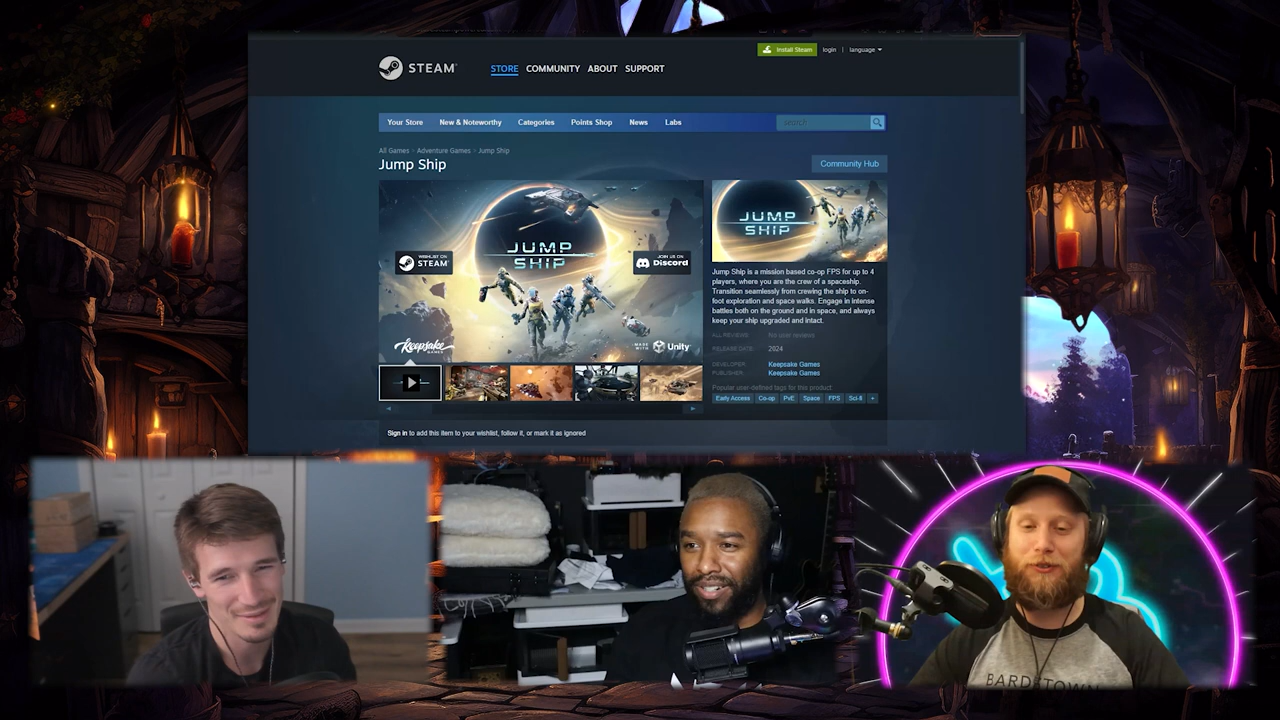 Install Steam login | language
STEAM
STORE COMMUNITY ABOUT SUPPORT
Your Store New & Noteworthy Categories Points Shop News Labs search
All Games > Adventure Games > Jump Ship
Jump Ship
Community Hub
WISHLIST ON
STEAM
JUMP
SHIP
JOIN US ON
Discord
Keepsake
GAMES
MADE
WITH
Unity
JUMP
SHIP
Jump Ship is a mission based co-op FPS for up to 4
players, where you are the crew of a spaceship.
Transition seamlessly from crewing the ship to on-
foot exploration and space walks. Engage in intense
battles both on the ground and in space, and always
keep your ship upgraded and intact.
ALL REVIEWS: No user reviews
RELEASE DATE: 2024
DEVELOPER: Keepsake Games
PUBLISHER: Keepsake Games
Popular user-defined tags for this product:
Early Access Co-op PvE Space FPS Sci-fi +
Sign in to add this item to your wishlist, follow it, or mark it as ignored
BARDSTOWN